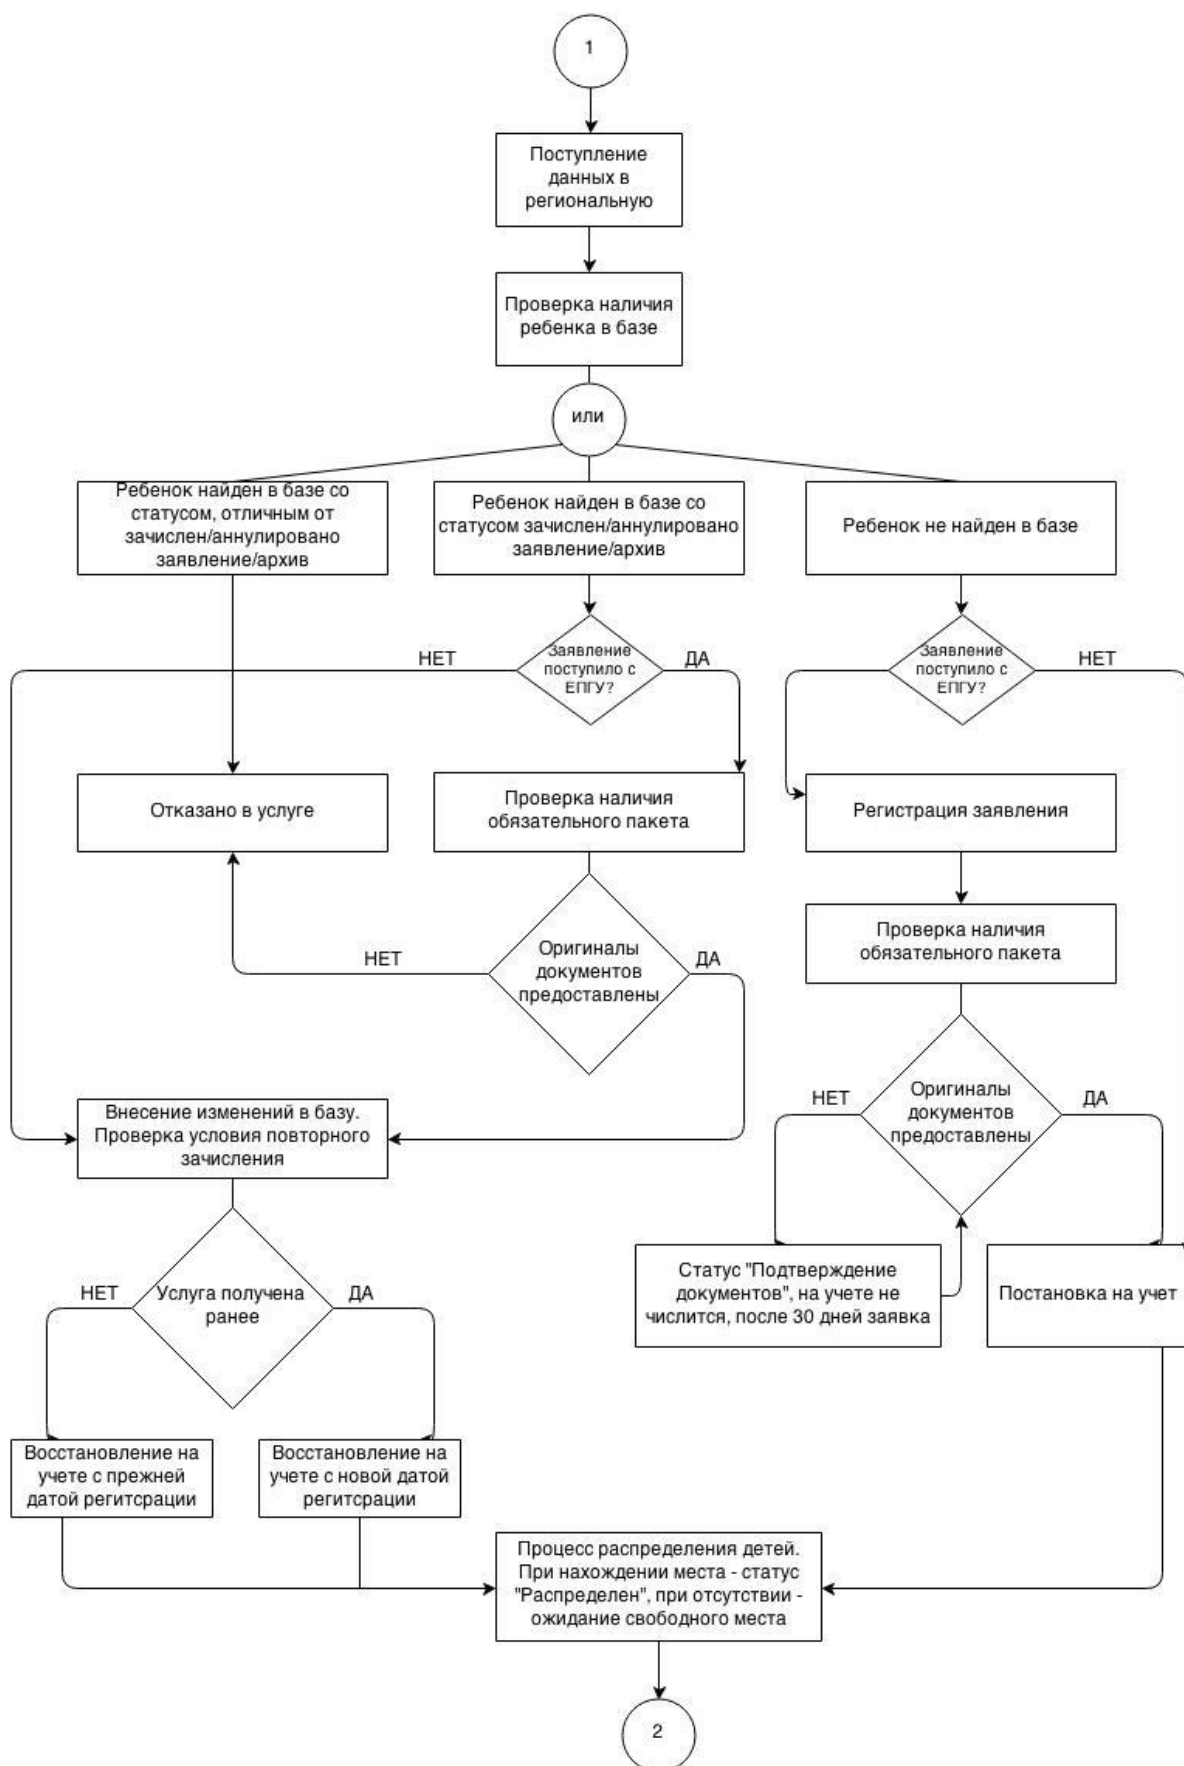 1
Поступление
данных в
региональную
Проверка наличия
ребенка в базе
или
Ребенок найден в базе со
статусом, отличным от
зачислен/аннулировано
заявление/архив
Ребенок найден в базе со
статусом зачислен/аннулировано
заявление/архив
Ребенок не найден в базе
НЕТ
Заявление
поступило с
ЕПГУ?
ДА
Заявление
поступило с
ЕПГУ?
НЕТ
Отказано в услуге
Проверка наличия
обязательного пакета
Регистрация заявления
Проверка наличия
обязательного пакета
НЕТ
Оригиналы
документов
предоставлены
ДА
НЕТ
Оригиналы
документов
предоставлены
ДА
Внесение изменений в базу.
Проверка условия повторного
зачисления
НЕТ
Услуга получена
ранее
ДА
Статус "Подтверждение
документов", на учете не
числится, после 30 дней заявка
Постановка на учет
Восстановление на
учете с прежней
датой регитсрации
Восстановление на
учете с новой датой
регитсрации
Процесс распределения детей.
При нахождении места - статус
"Распределен", при отсутствии -
ожидание свободного места
2